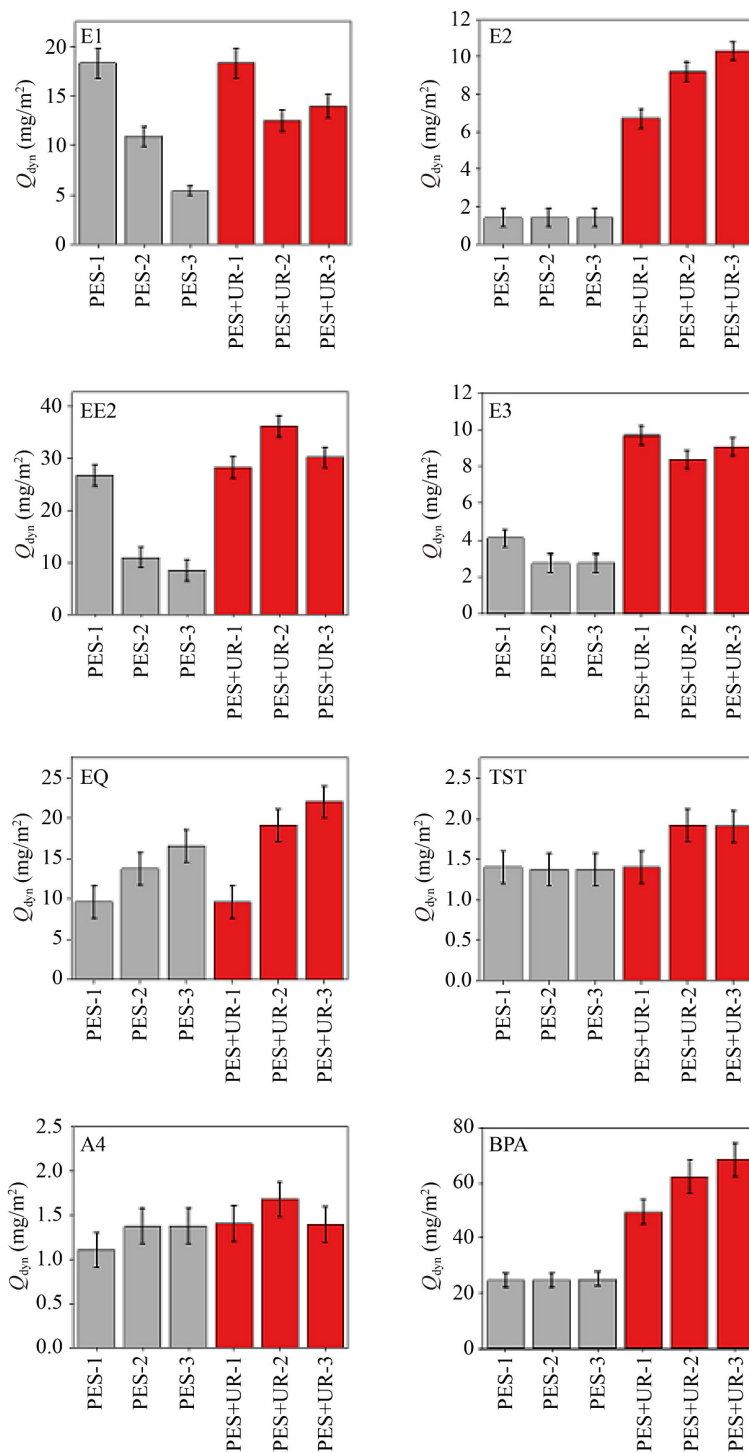 E1
Q_dyn (mg/m²)
20
15
10
5
0
PES-1
PES-2
PES-3
PES+UR-1
PES+UR-2
PES+UR-3
E2
Q_dyn (mg/m²)
12
10
8
6
4
2
0
PES-1
PES-2
PES-3
PES+UR-1
PES+UR-2
PES+UR-3
EE2
Q_dyn (mg/m²)
40
30
20
10
0
PES-1
PES-2
PES-3
PES+UR-1
PES+UR-2
PES+UR-3
E3
Q_dyn (mg/m²)
12
10
8
6
4
2
0
PES-1
PES-2
PES-3
PES+UR-1
PES+UR-2
PES+UR-3
EQ
Q_dyn (mg/m²)
25
20
15
10
5
0
PES-1
PES-2
PES-3
PES+UR-1
PES+UR-2
PES+UR-3
TST
Q_dyn (mg/m²)
2.5
2.0
1.5
1.0
0.5
0.0
PES-1
PES-2
PES-3
PES+UR-1
PES+UR-2
PES+UR-3
A4
Q_dyn (mg/m²)
2.5
2.0
1.5
1.0
0.5
0.0
PES-1
PES-2
PES-3
PES+UR-1
PES+UR-2
PES+UR-3
BPA
Q_dyn (mg/m²)
80
60
40
20
0
PES-1
PES-2
PES-3
PES+UR-1
PES+UR-2
PES+UR-3